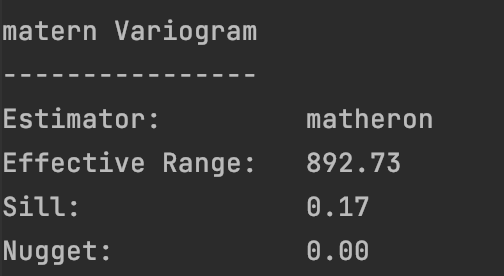 matern Variogram
----------------
Estimator: matheron
Effective Range: 892.73
Sill: 0.17
Nugget: 0.00